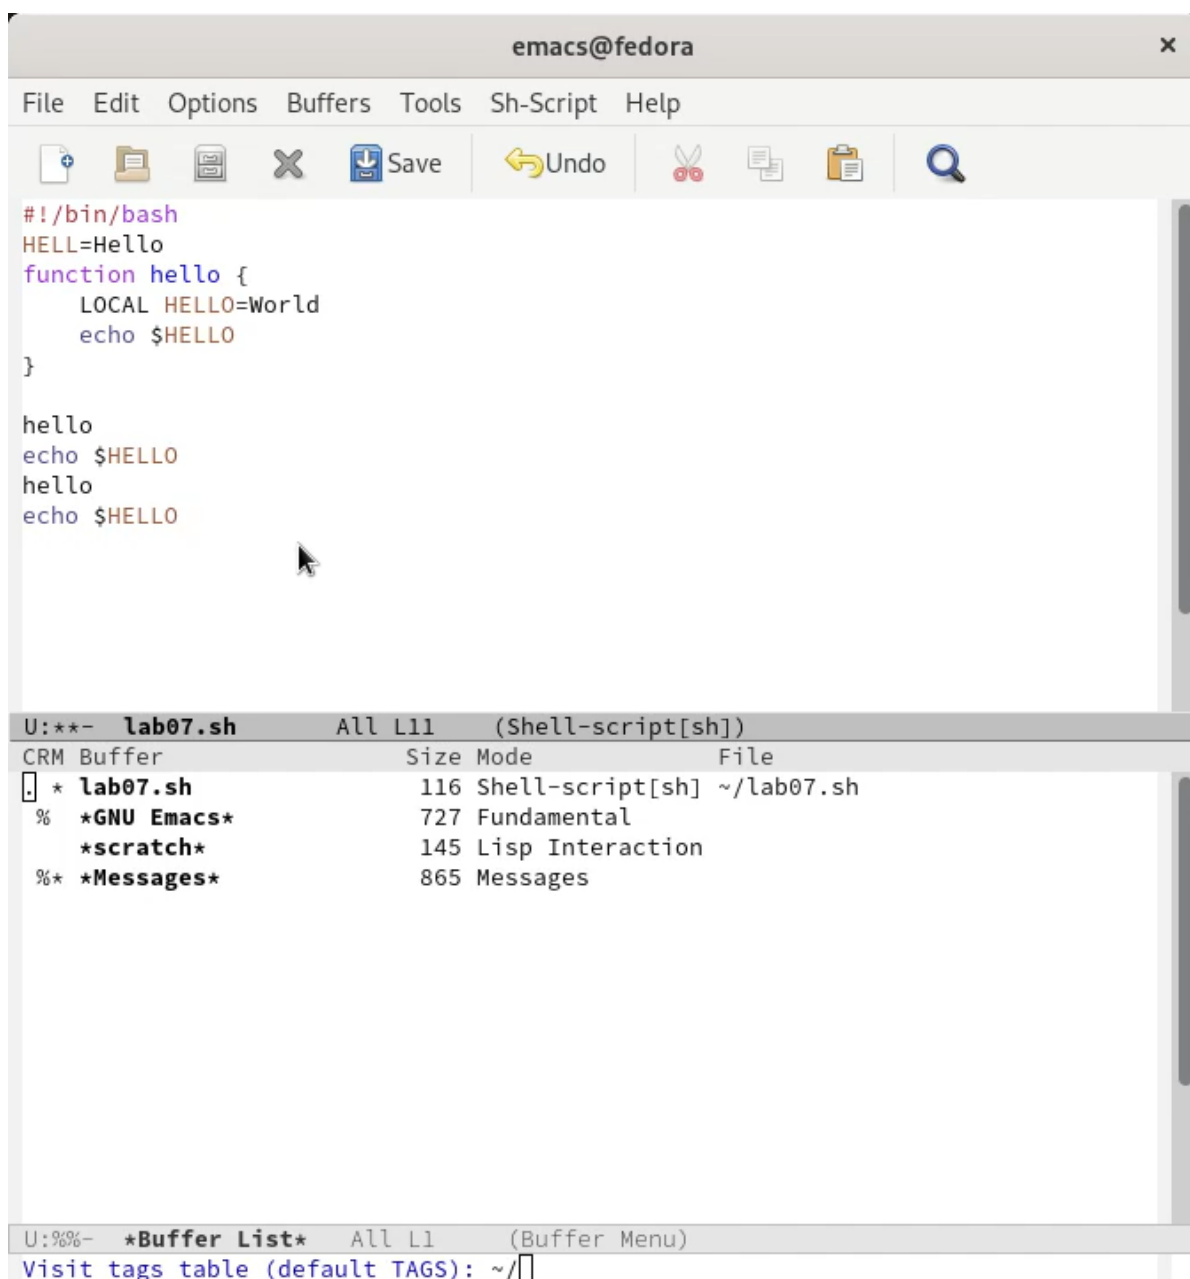 emacs@fedora
File Edit Options Buffers Tools Sh-Script Help
Save Undo
#!/bin/bash
HELL=Hello
function hello {
    LOCAL HELLO=World
    echo $HELLO
}
hello
echo $HELLO
hello
echo $HELLO
U:**-  lab07.sh       All L11    (Shell-script[sh])
CRM Buffer                 Size Mode             File
. * lab07.sh                116 Shell-script[sh] ~/lab07.sh
 %  *GNU Emacs*             727 Fundamental
    *scratch*               145 Lisp Interaction
 %* *Messages*              865 Messages
U:%%-  *Buffer List*   All L1     (Buffer Menu)
Visit tags table (default TAGS): ~/